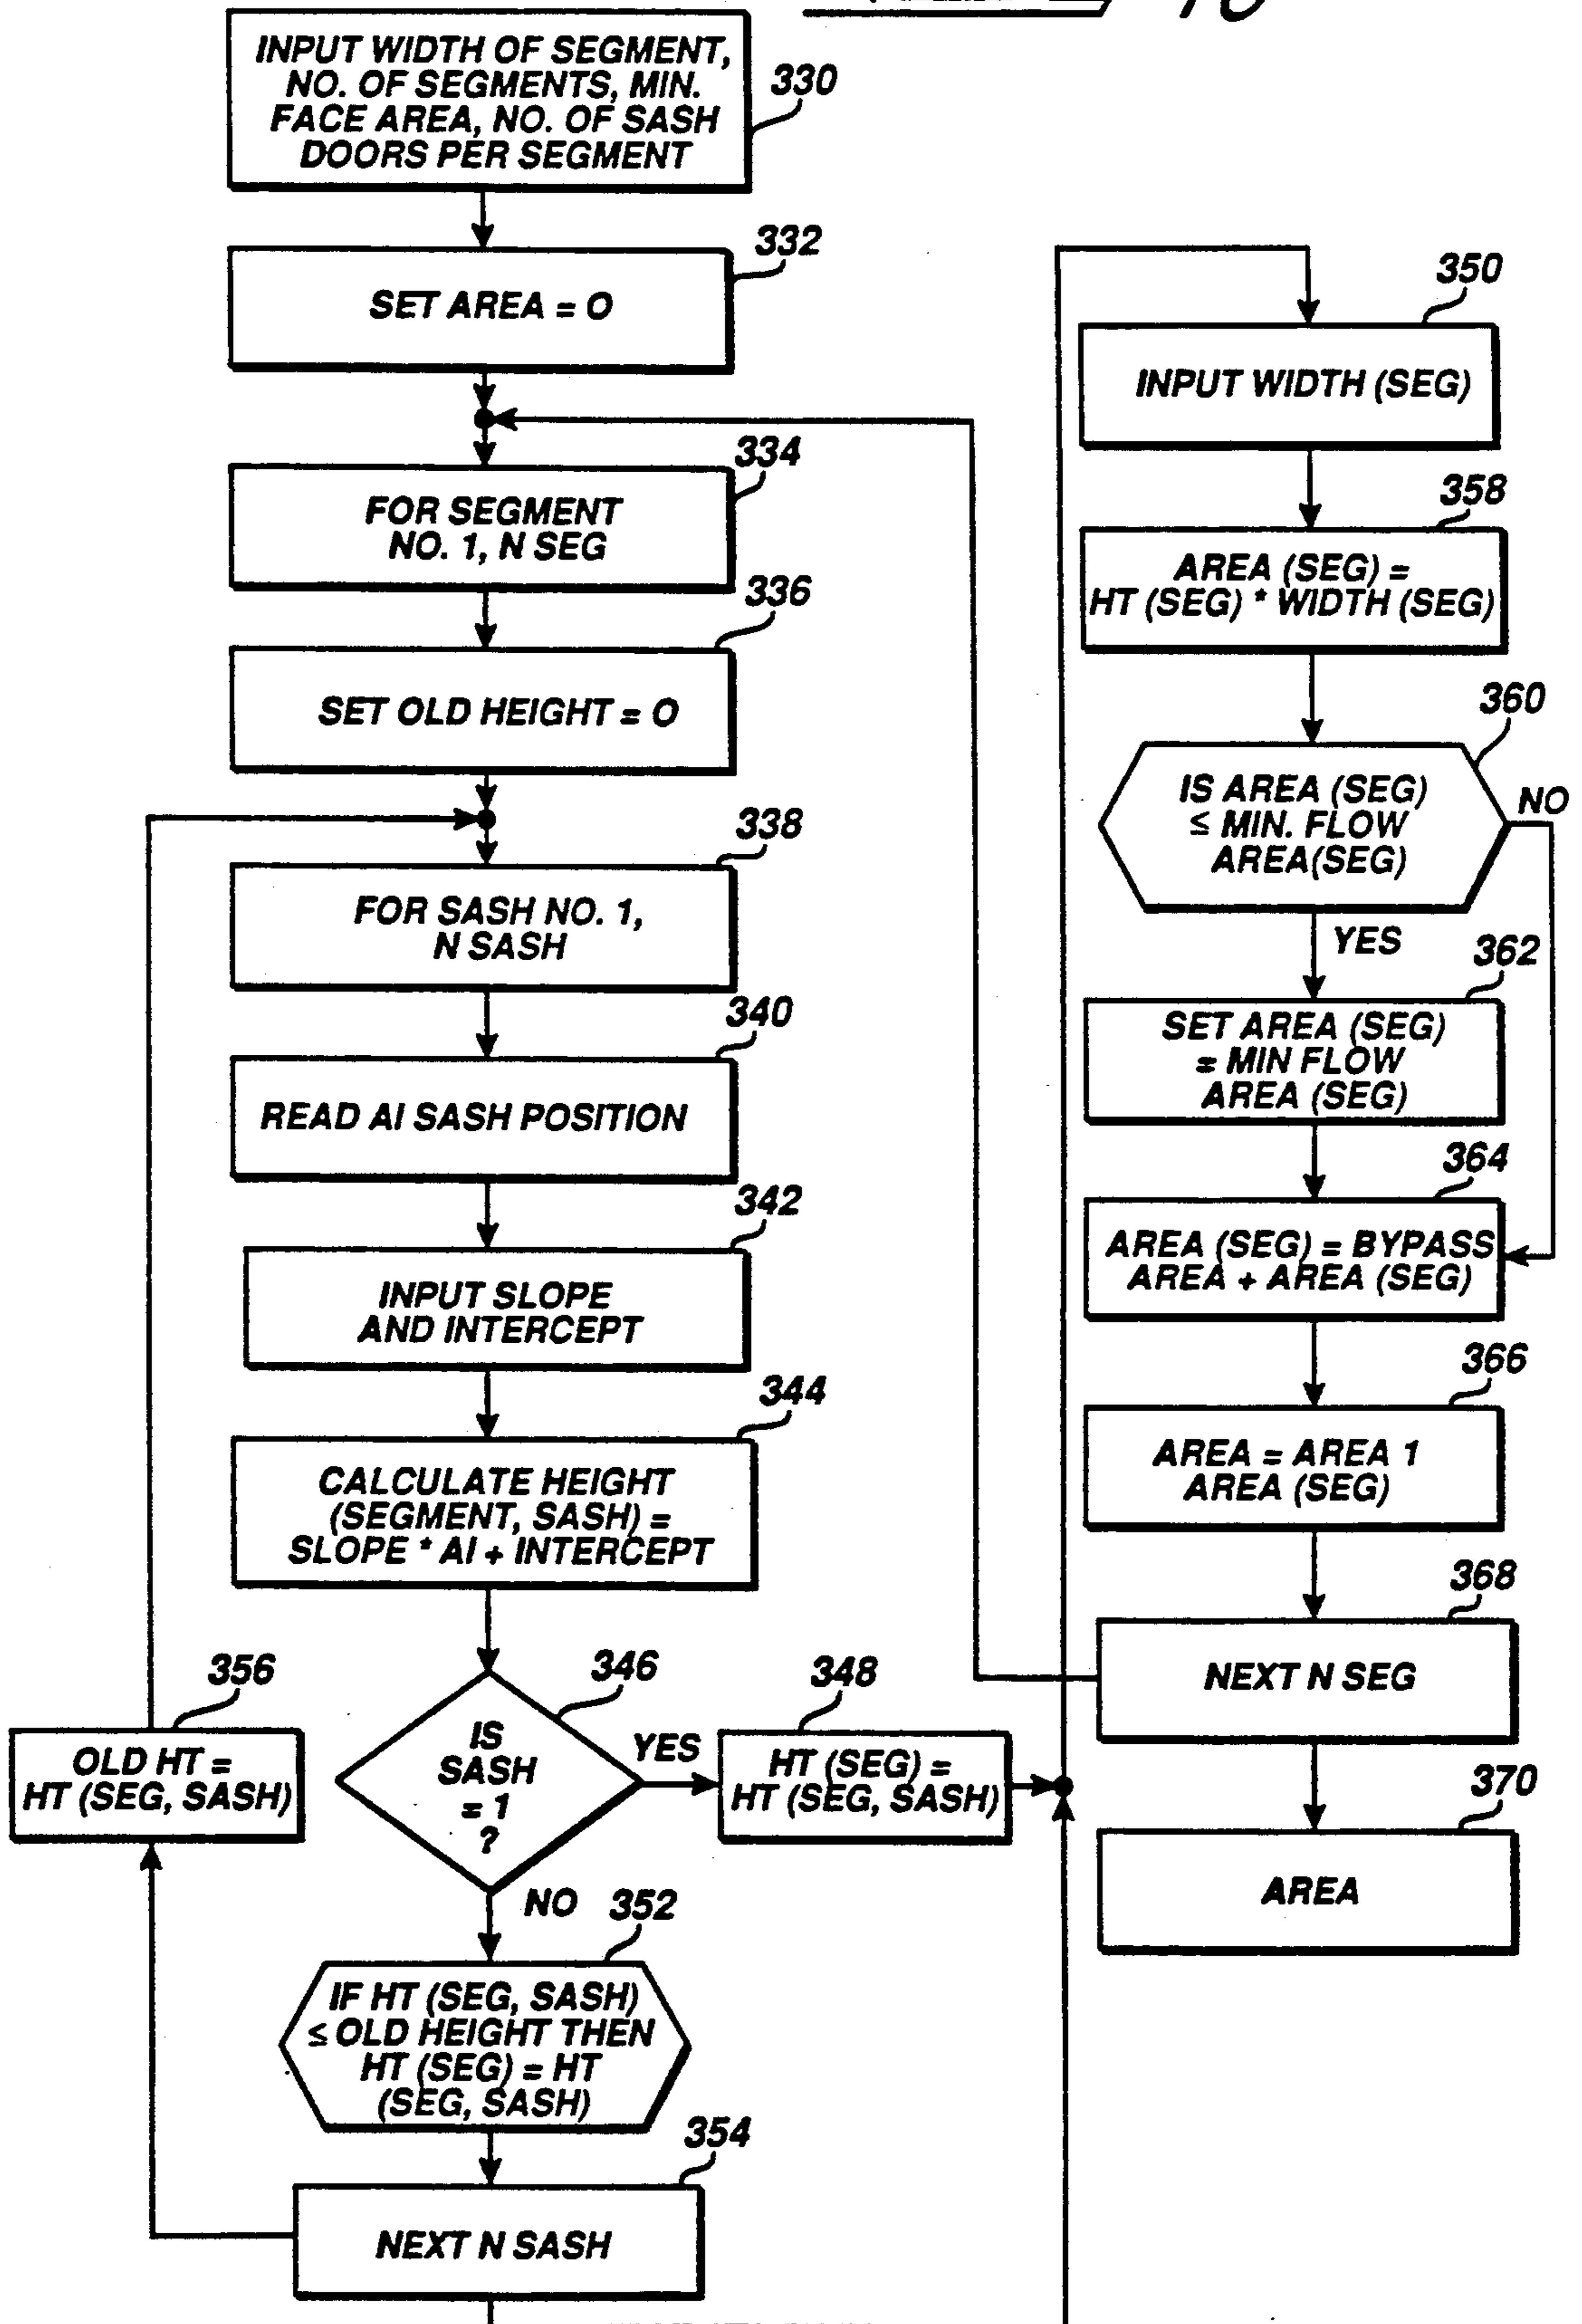 INPUT WIDTH OF SEGMENT,
NO. OF SEGMENTS, MIN.
FACE AREA, NO. OF SASH
DOORS PER SEGMENT
330
SET AREA = 0
332
FOR SEGMENT
NO. 1, N SEG
334
SET OLD HEIGHT = 0
336
FOR SASH NO. 1,
N SASH
338
READ AI SASH POSITION
340
INPUT SLOPE
AND INTERCEPT
342
CALCULATE HEIGHT
(SEGMENT, SASH) =
SLOPE * AI + INTERCEPT
344
IS
SASH
= 1
?
346
YES
HT (SEG) =
HT (SEG, SASH)
348
NO
IF HT (SEG, SASH)
≤ OLD HEIGHT THEN
HT (SEG) = HT
(SEG, SASH)
352
NEXT N SASH
354
OLD HT =
HT (SEG, SASH)
356
INPUT WIDTH (SEG)
350
AREA (SEG) =
HT (SEG) * WIDTH (SEG)
358
IS AREA (SEG)
≤ MIN. FLOW
AREA(SEG)
360
NO
YES
SET AREA (SEG)
= MIN FLOW
AREA (SEG)
362
AREA (SEG) = BYPASS
AREA + AREA (SEG)
364
AREA = AREA 1
AREA (SEG)
366
NEXT N SEG
368
AREA
370